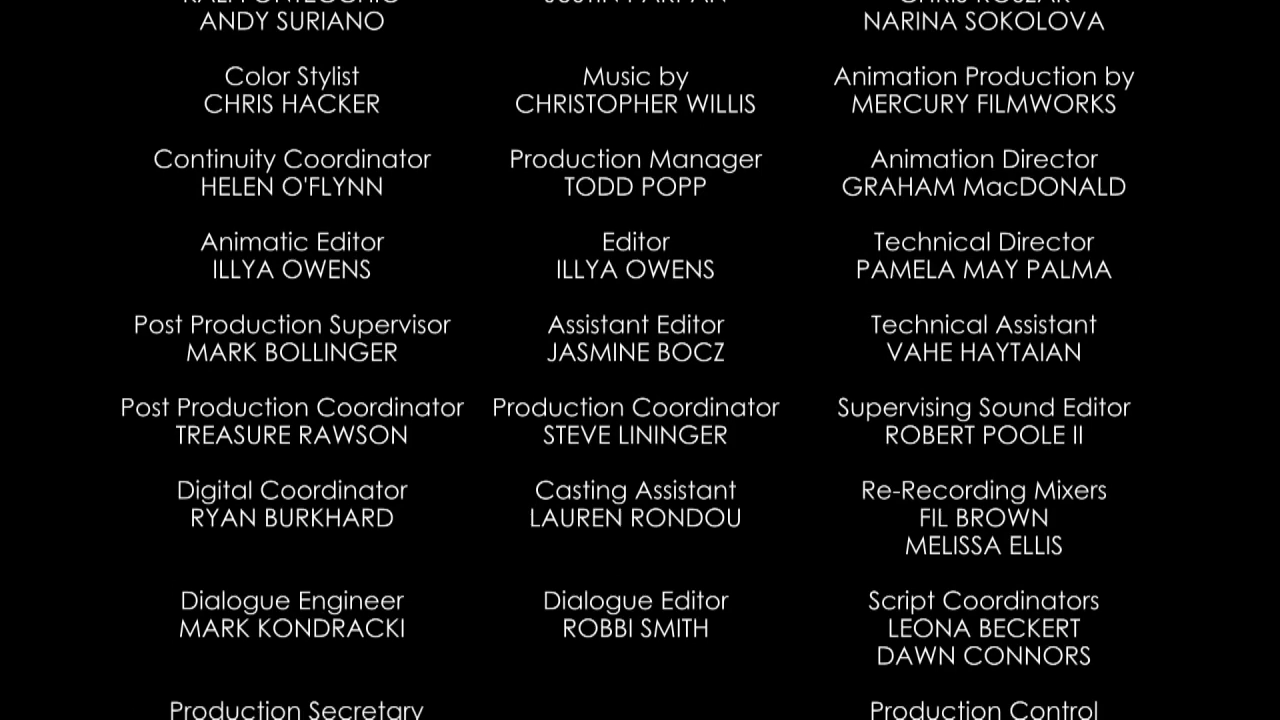 ANDY SURIANO
NARINA SOKOLOVA
Color Stylist
CHRIS HACKER
Music by
CHRISTOPHER WILLIS
Animation Production by
MERCURY FILMWORKS
Continuity Coordinator
HELEN O'FLYNN
Production Manager
TODD POPP
Animation Director
GRAHAM MacDONALD
Animatic Editor
ILLYA OWENS
Editor
ILLYA OWENS
Technical Director
PAMELA MAY PALMA
Post Production Supervisor
MARK BOLLINGER
Assistant Editor
JASMINE BOCZ
Technical Assistant
VAHE HAYTAIAN
Post Production Coordinator
TREASURE RAWSON
Production Coordinator
STEVE LININGER
Supervising Sound Editor
ROBERT POOLE II
Digital Coordinator
RYAN BURKHARD
Casting Assistant
LAUREN RONDOU
Re-Recording Mixers
FIL BROWN
MELISSA ELLIS
Dialogue Engineer
MARK KONDRACKI
Dialogue Editor
ROBBI SMITH
Script Coordinators
LEONA BECKERT
DAWN CONNORS
Production Secretary
Production Control